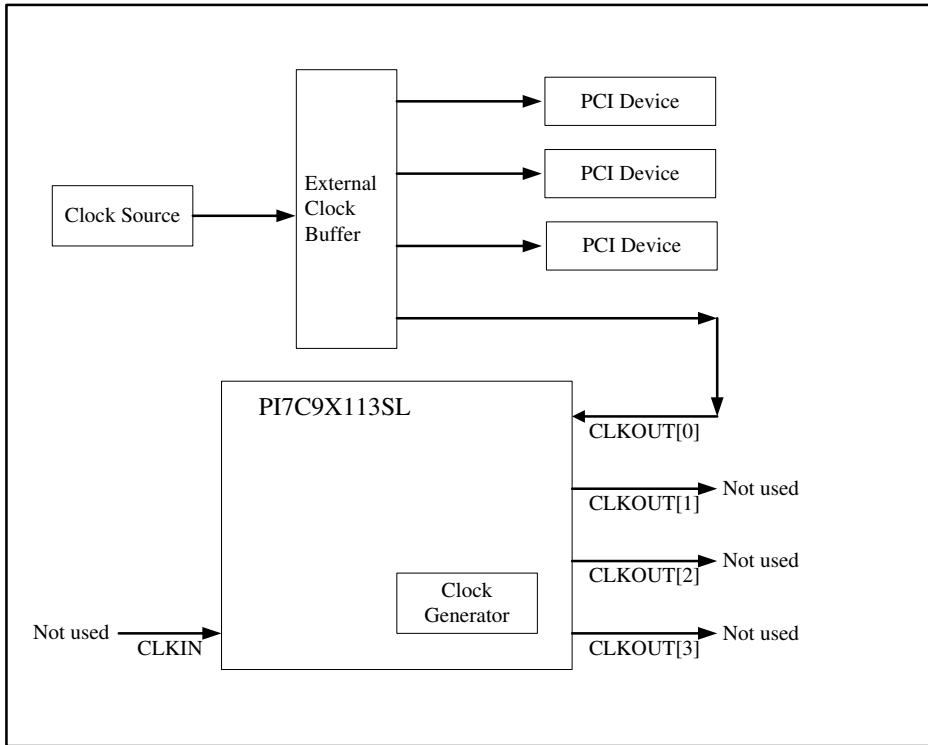 PCI Device
PCI Device
External
Clock
Buffer
Clock Source
PCI Device
PI7C9X113SL
CLKOUT[0]
CLKOUT[1]
Not used
CLKOUT[2]
Not used
Clock
Generator
Not used
CLKIN
CLKOUT[3]
Not used